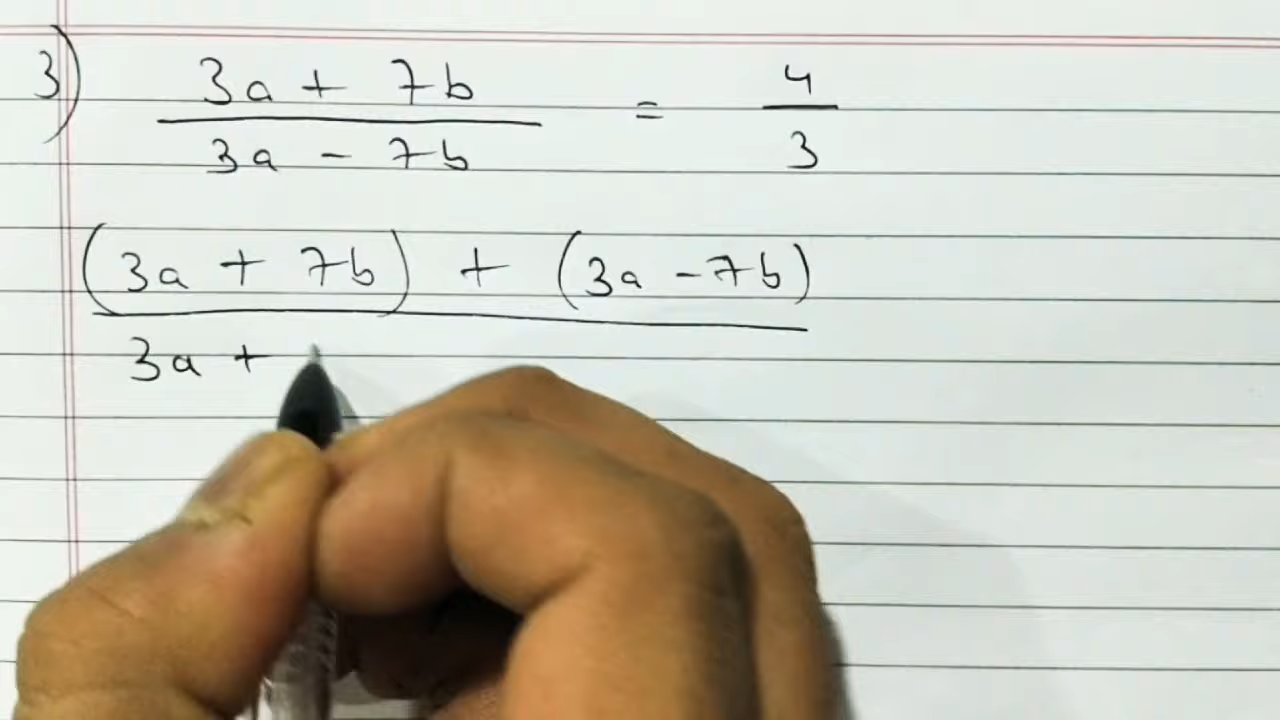 3) 3a + 7b = 4
3a - 7b 3
(3a + 7b) + (3a - 7b)
3a +